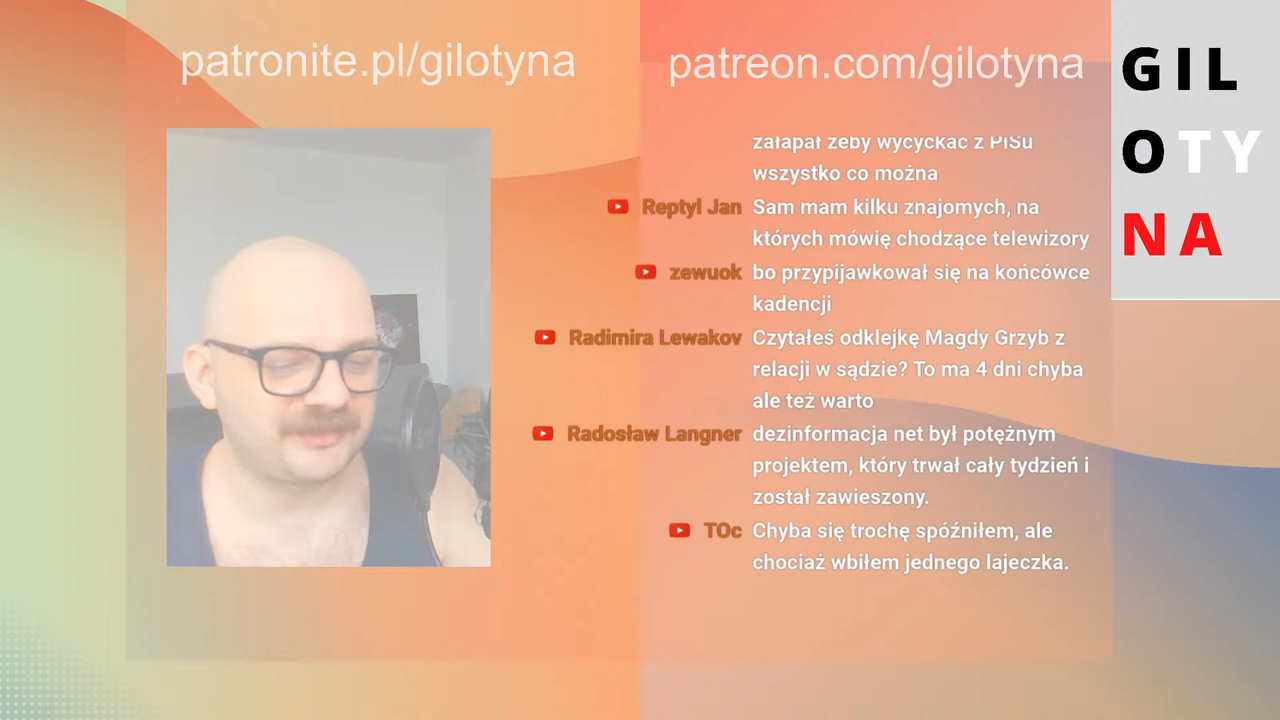 patronite.pl/gilotyna
patreon.com/gilotyna
GIL
OTY
NA
załapał żeby wycyckać z PiSu
wszystko co można
Reptyl Jan Sam mam kilku znajomych, na
których mówię chodzące telewizory
zewuok bo przypijawkował się na końcówce
kadencji
Radimira Lewakov Czytałeś odklejkę Magdy Grzyb z
relacji w sądzie? To ma 4 dni chyba
ale też warto
Radosław Langner dezinformacja net był potężnym
projektem, który trwał cały tydzień i
został zawieszony.
TOc Chyba się trochę spóźniłem, ale
chociaż wbiłem jednego lajeczka.